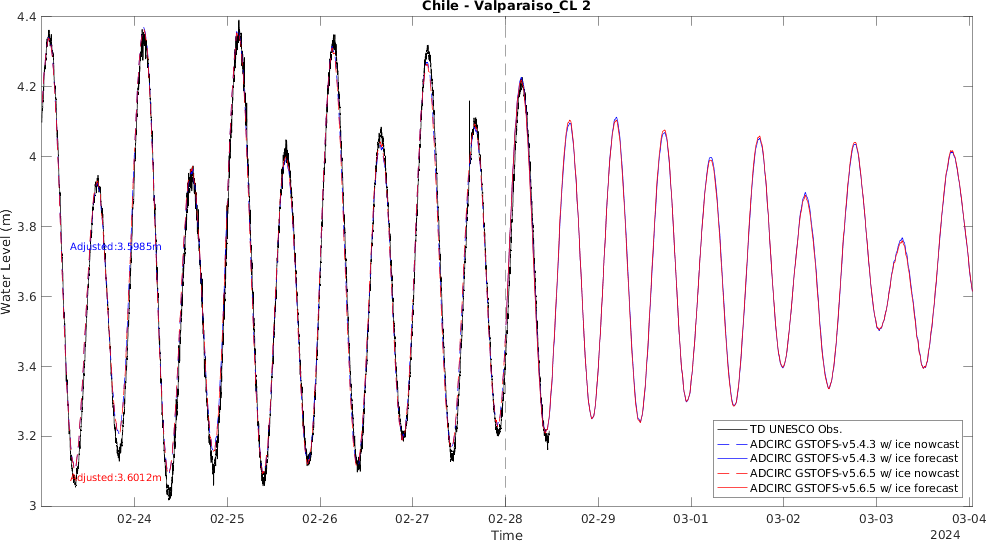 Chile - Valparaiso_CL 2
Water Level (m)
4.4
4.2
4
3.8
3.6
3.4
3.2
3
Adjusted:3.5985m
Adjusted:3.6012m
TD UNESCO Obs.
ADCIRC GSTOFS-v5.4.3 w/ ice nowcast
ADCIRC GSTOFS-v5.4.3 w/ ice forecast
ADCIRC GSTOFS-v5.6.5 w/ ice nowcast
ADCIRC GSTOFS-v5.6.5 w/ ice forecast
02-24 02-25 02-26 02-27 02-28 02-29 03-01 03-02 03-03 03-04
Time
2024